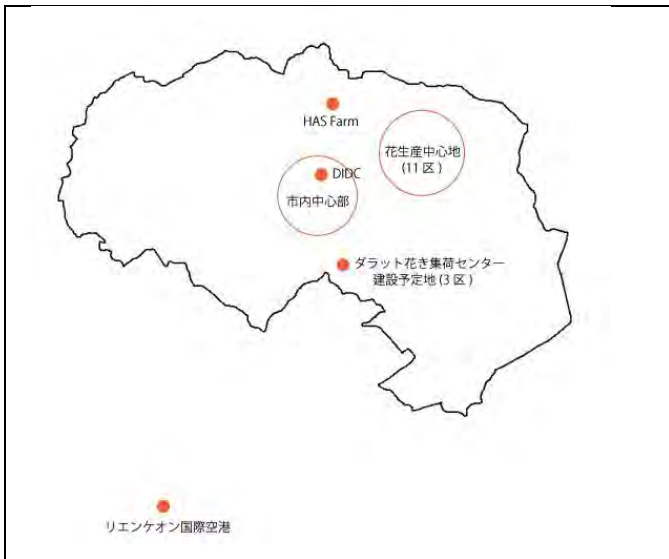 HAS Farm
花生産中心地
(11 区 )
DIDC
市内中心部
ダラット花き集荷センター
建設予定地 (3 区 )
リエンケオン国際空港